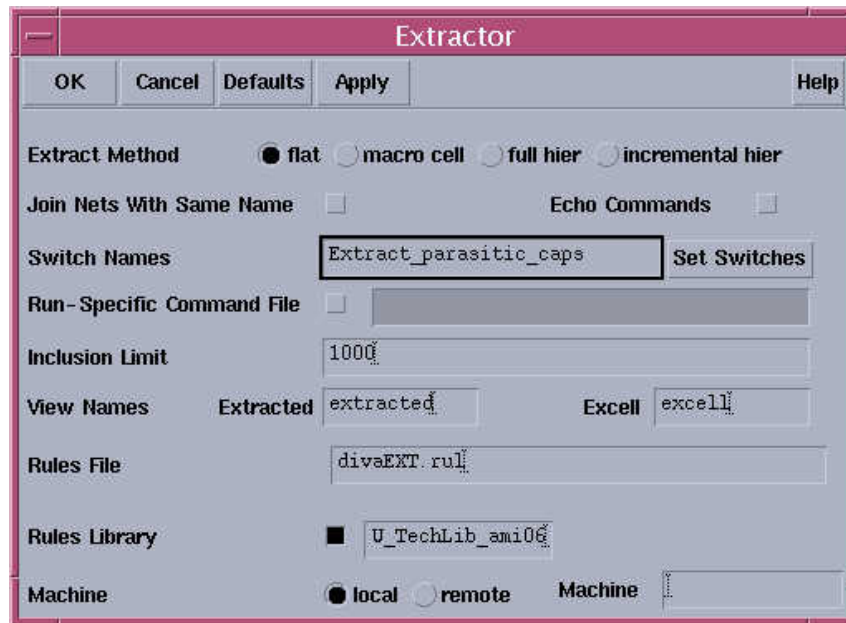 Extractor
OK Cancel Defaults Apply Help
Extract Method flat macro cell full hier incremental hier
Join Nets With Same Name Echo Commands
Switch Names Extract_parasitic_caps Set Switches
Run-Specific Command File
Inclusion Limit 1000
View Names Extracted extracted Excell excell
Rules File divaEXT.rul
Rules Library U_TechLib_ami06
Machine local remote Machine